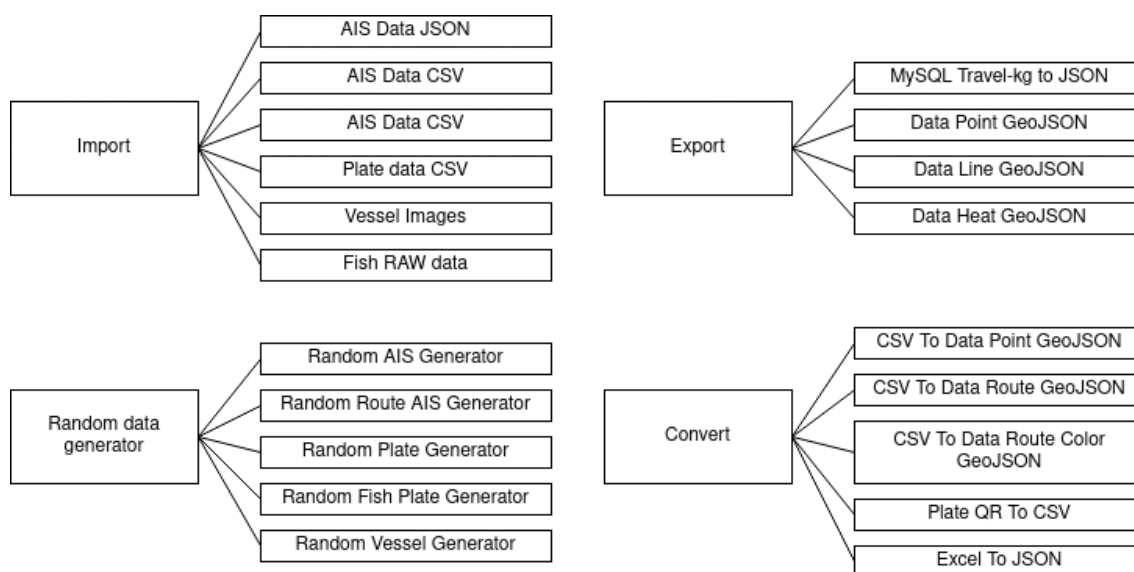 Import
AIS Data JSON
AIS Data CSV
AIS Data CSV
Plate data CSV
Vessel Images
Fish RAW data
Export
MySQL Travel-kg to JSON
Data Point GeoJSON
Data Line GeoJSON
Data Heat GeoJSON
Random data
generator
Random AIS Generator
Random Route AIS Generator
Random Plate Generator
Random Fish Plate Generator
Random Vessel Generator
Convert
CSV To Data Point GeoJSON
CSV To Data Route GeoJSON
CSV To Data Route Color
GeoJSON
Plate QR To CSV
Excel To JSON